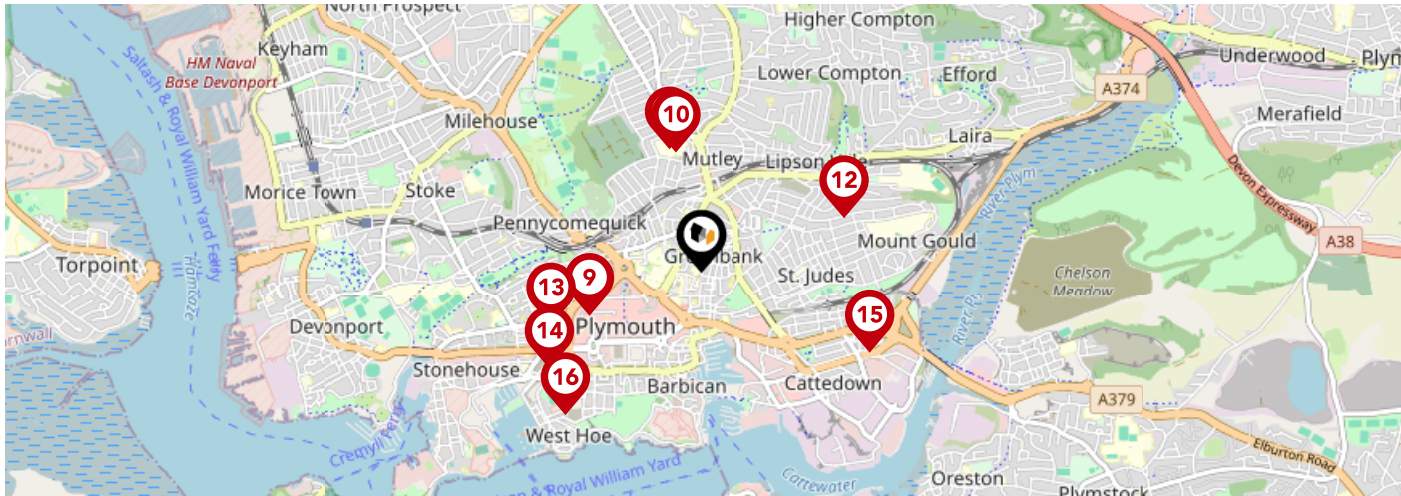 North Prospect
Higher Compton
Keyham
HM Naval
Base Devonport
Saltash & Royal William Yard Ferry
Underwood
Lower Compton
Efford
A374
Milehouse
10
Merafield
Laira
Mutley
Lipson
12
Morice Town
Stoke
River Plym
Devon Expressway
Pennycomequick
Mount Gould
A38
Torpoint
Hamoaze
Greenbank
St. Judes
Chelson
Meadow
13
9
15
Devonport
14
Plymouth
Stonehouse
16
Barbican
Cattedown
A379
West Hoe
Cremyll Ferry
Elburton Road
& Royal William Yard
Cattewater
Oreston
Plymstock